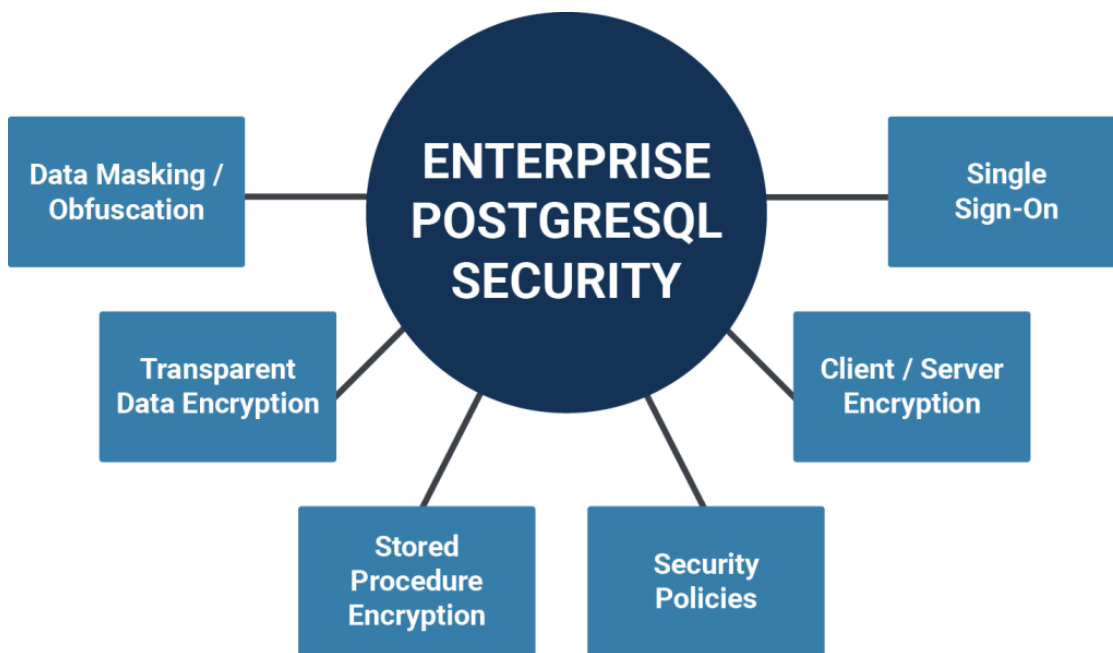 ENTERPRISE
POSTGRESQL
SECURITY
Data Masking /
Obfuscation
Transparent
Data Encryption
Stored
Procedure
Encryption
Security
Policies
Client / Server
Encryption
Single
Sign-On